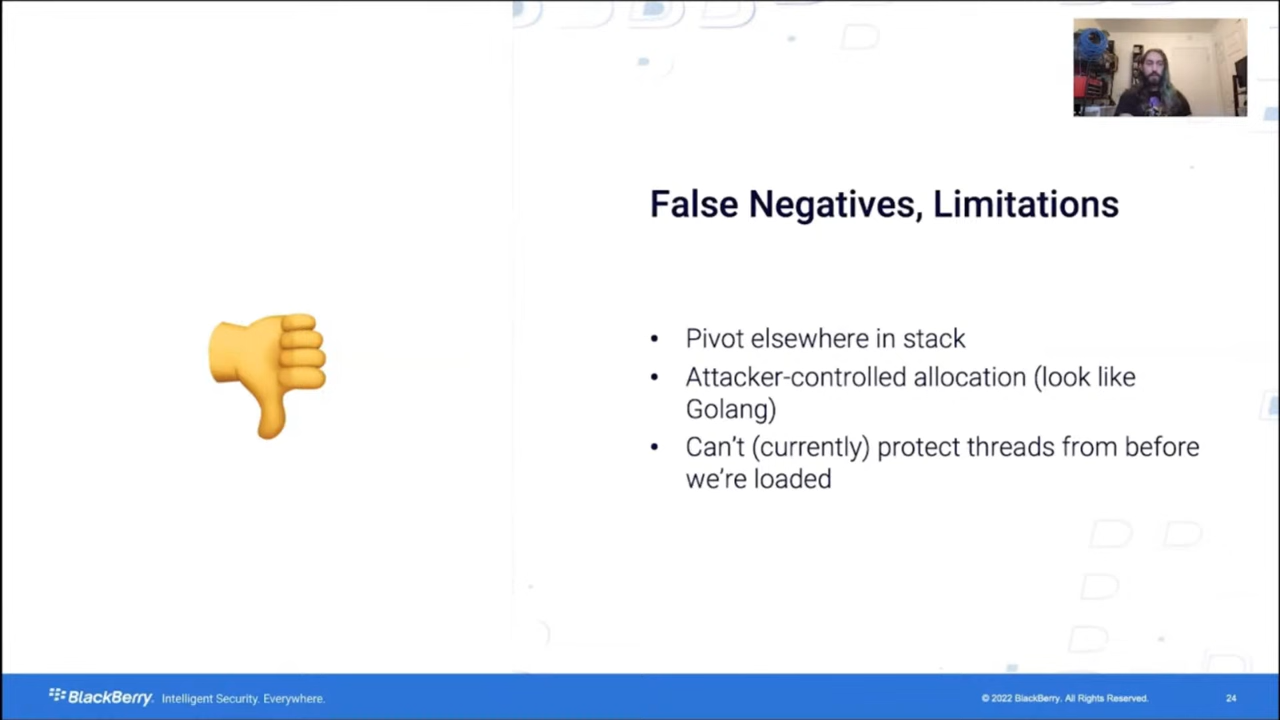 False Negatives, Limitations
• Pivot elsewhere in stack
• Attacker-controlled allocation (look like
Golang)
• Can't (currently) protect threads from before
we're loaded
BlackBerry. Intelligent Security. Everywhere.
© 2022 BlackBerry. All Rights Reserved.
24